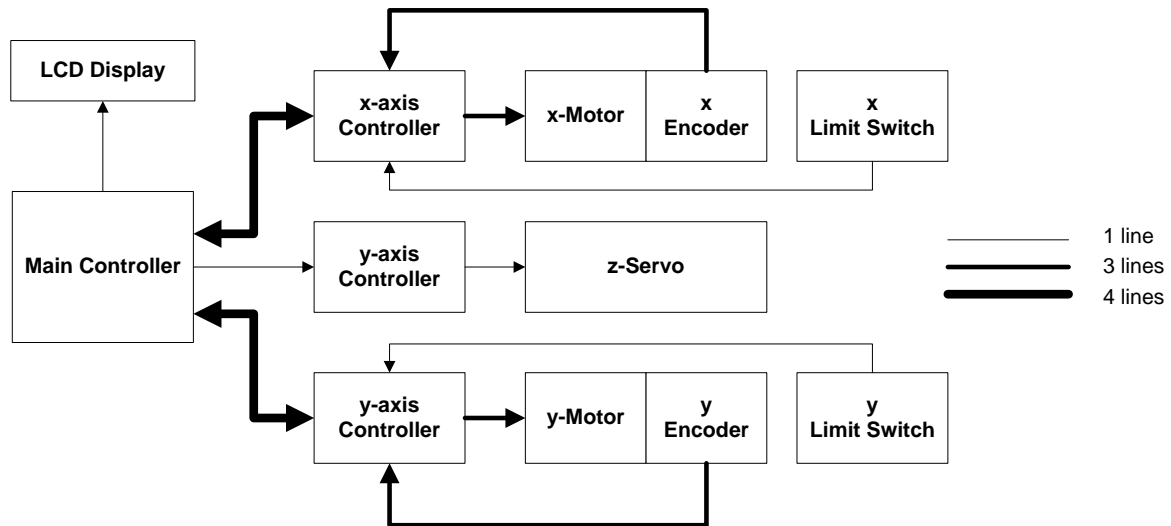 LCD Display
x-axis
Controller
x-Motor
x
Encoder
x
Limit Switch
Main Controller
y-axis
Controller
z-Servo
1 line
3 lines
4 lines
y-axis
Controller
y-Motor
y
Encoder
y
Limit Switch